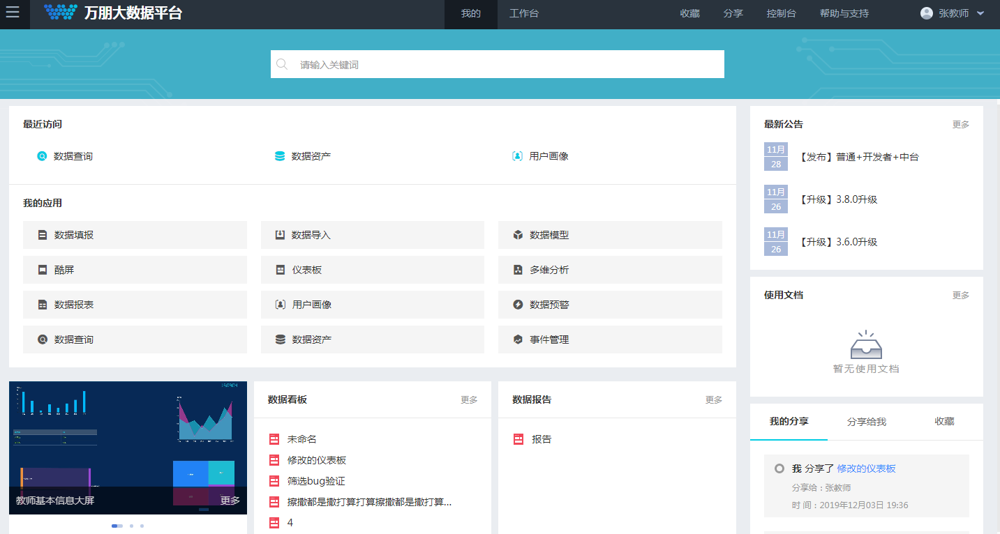 万朋大数据平台
我的
工作台
收藏
分享
控制台
帮助与支持
张教师
请输入关键词
最近访问
数据查询
数据资产
用户画像
我的应用
数据填报
数据导入
数据模型
酷屏
仪表板
多维分析
数据报表
用户画像
数据预警
数据查询
数据资产
事件管理
教师基本信息大屏
更多
数据看板
更多
未命名
修改的仪表板
筛选bug验证
擦撒都是撒打算打算擦撒都是撒打算...
4
数据报告
更多
报告
最新公告
更多
11月
28
【发布】普通+开发者+中台
11月
26
【升级】3.8.0升级
11月
26
【升级】3.6.0升级
使用文档
更多
暂无使用文档
我的分享
分享给我
收藏
我 分享了 修改的仪表板
分享给：张教师
时 间：2019年12月03日 19:36